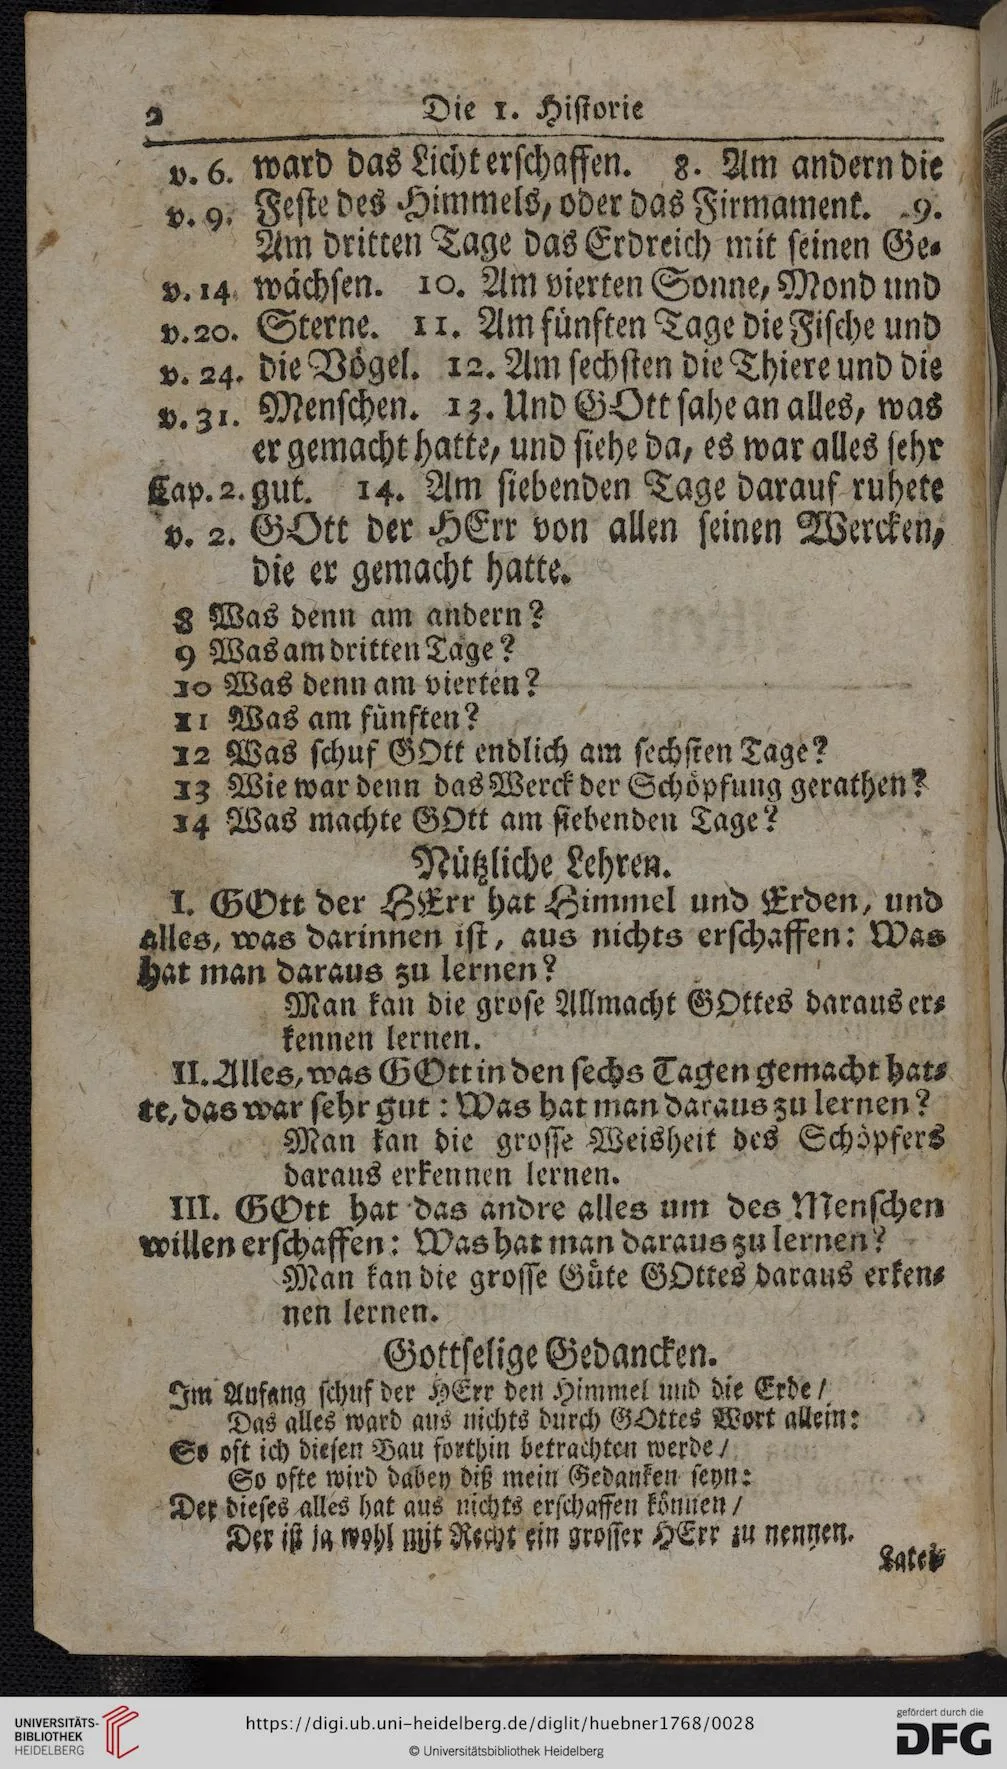 2 Die 1. Historie
v. 6. ward das Licht erschaffen. 8. Am andern die
v. 9. Feste des Himmels, oder das Firmament. 9.
Am dritten Tage das Erdreich mit seinen Ge-
v. 14 wächsen. 10. Am vierten Sonne, Mond und
v. 20. Sterne. 11. Am fünften Tage die Fische und
v. 24. die Vögel. 12. Am sechsten die Thiere und die
v. 31. Menschen. 13. Und GOtt sahe an alles, was
er gemacht hatte, und siehe da, es war alles sehr
Cap. 2. gut. 14. Am siebenden Tage darauf ruhete
v. 2. GOtt der HErr von allen seinen Wercken,
die er gemacht hatte.
8 Was denn am andern?
9 Was am dritten Tage?
10 Was denn am vierten?
11 Was am fünften?
12 Was schuf GOtt endlich am sechsten Tage?
13 Wie war denn das Werck der Schöpfung gerathen?
14 Was machte GOtt am siebenden Tage?
Nützliche Lehren.
I. GOtt der HErr hat Himmel und Erden, und
alles, was darinnen ist, aus nichts erschaffen: Was
hat man daraus zu lernen?
Man kan die grose Allmacht GOttes daraus er-
kennen lernen.
II. Alles, was GOtt in den sechs Tagen gemacht hat-
te, das war sehr gut: Was hat man daraus zu lernen?
Man kan die grosse Weisheit des Schöpfers
daraus erkennen lernen.
III. GOtt hat das andre alles um des Menschen
willen erschaffen: Was hat man daraus zu lernen?
Man kan die grosse Güte GOttes daraus erken-
nen lernen.
Gottselige Gedancken.
Im Anfang schuf der HErr den Himmel und die Erde /
Das alles ward aus nichts durch GOttes Wort allein:
So oft ich diesen Bau forthin betrachten werde /
So ofte wird dabey diß mein Gedanken seyn:
Der dieses alles hat aus nichts erschaffen können /
Der ist ja wohl mit Recht ein grosser HErr zu nennen.
Latei-
UNIVERSITÄTS-
BIBLIOTHEK
HEIDELBERG
https://digi.ub.uni-heidelberg.de/diglit/huebner1768/0028
© Universitätsbibliothek Heidelberg
gefördert durch die
DFG